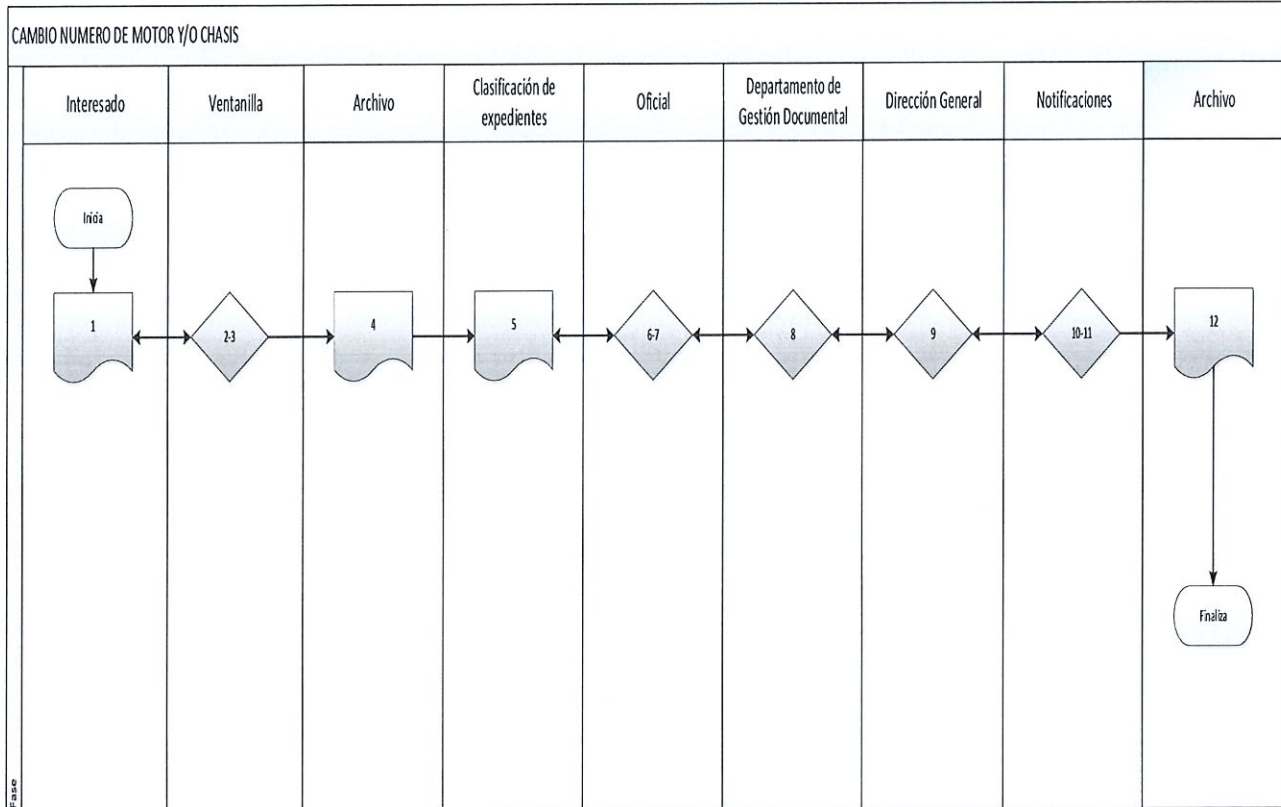 CAMBIO NUMERO DE MOTOR Y/O CHASIS
Interesado
Ventanilla
Archivo
Clasificación de
expedientes
Oficial
Departamento de
Gestión Documental
Dirección General
Notificaciones
Archivo
Inicia
1
2-3
4
5
6-7
8
9
10-11
12
Finaliza
Fase